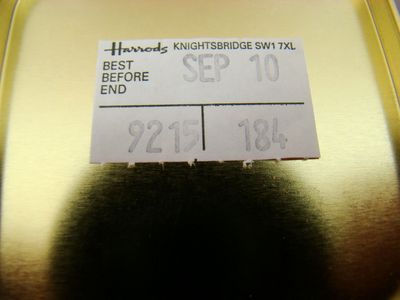 Harrods KNIGHTSBRIDGE SW1 7XL
BEST SEP 10
BEFORE
END
9215 184